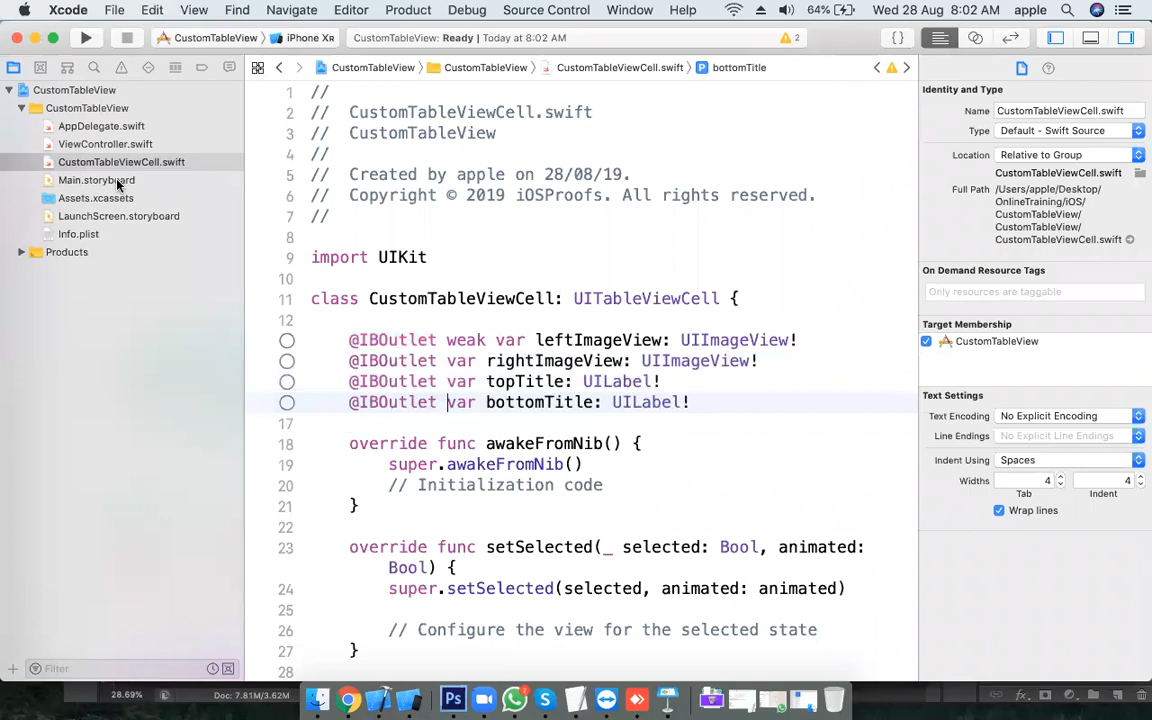 Xcode File Edit View Find Navigate Editor Product Debug Source Control Window Help 64% Wed 28 Aug 8:02 AM apple
CustomTableView iPhone XR CustomTableView: Ready | Today at 8:02 AM 2
CustomTableView CustomTableView CustomTableViewCell.swift bottomTitle
CustomTableView
CustomTableView
AppDelegate.swift
ViewController.swift
CustomTableViewCell.swift
Main.storyboard
Assets.xcassets
LaunchScreen.storyboard
Info.plist
Products
Filter
1 //
2 // CustomTableViewCell.swift
3 // CustomTableView
4 //
5 // Created by apple on 28/08/19.
6 // Copyright © 2019 iOSProofs. All rights reserved.
7 //
8
9 import UIKit
10
11 class CustomTableViewCell: UITableViewCell {
12
@IBOutlet weak var leftImageView: UIImageView!
@IBOutlet var rightImageView: UIImageView!
@IBOutlet var topTitle: UILabel!
@IBOutlet var bottomTitle: UILabel!
17
18 override func awakeFromNib() {
19 super.awakeFromNib()
20 // Initialization code
21 }
22
23 override func setSelected(_ selected: Bool, animated:
Bool) {
24 super.setSelected(selected, animated: animated)
25
26 // Configure the view for the selected state
27 }
28
Identity and Type
Name CustomTableViewCell.swift
Type Default - Swift Source
Location Relative to Group
CustomTableViewCell.swift
Full Path /Users/apple/Desktop/
OnlineTraining/iOS/
CustomTableView/
CustomTableView/
CustomTableViewCell.swift
On Demand Resource Tags
Only resources are taggable
Target Membership
CustomTableView
Text Settings
Text Encoding No Explicit Encoding
Line Endings No Explicit Line Endings
Indent Using Spaces
Widths 4 4
Tab Indent
Wrap lines
28.69% Doc: 7.81M/3.62M
Ps
fx